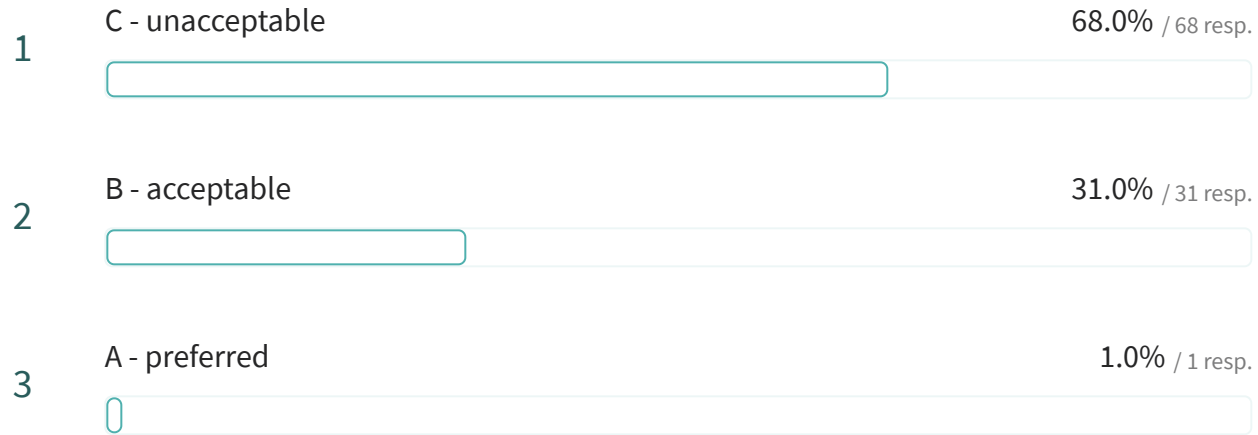 1
C - unacceptable
68.0% / 68 resp.
2
B - acceptable
31.0% / 31 resp.
3
A - preferred
1.0% / 1 resp.